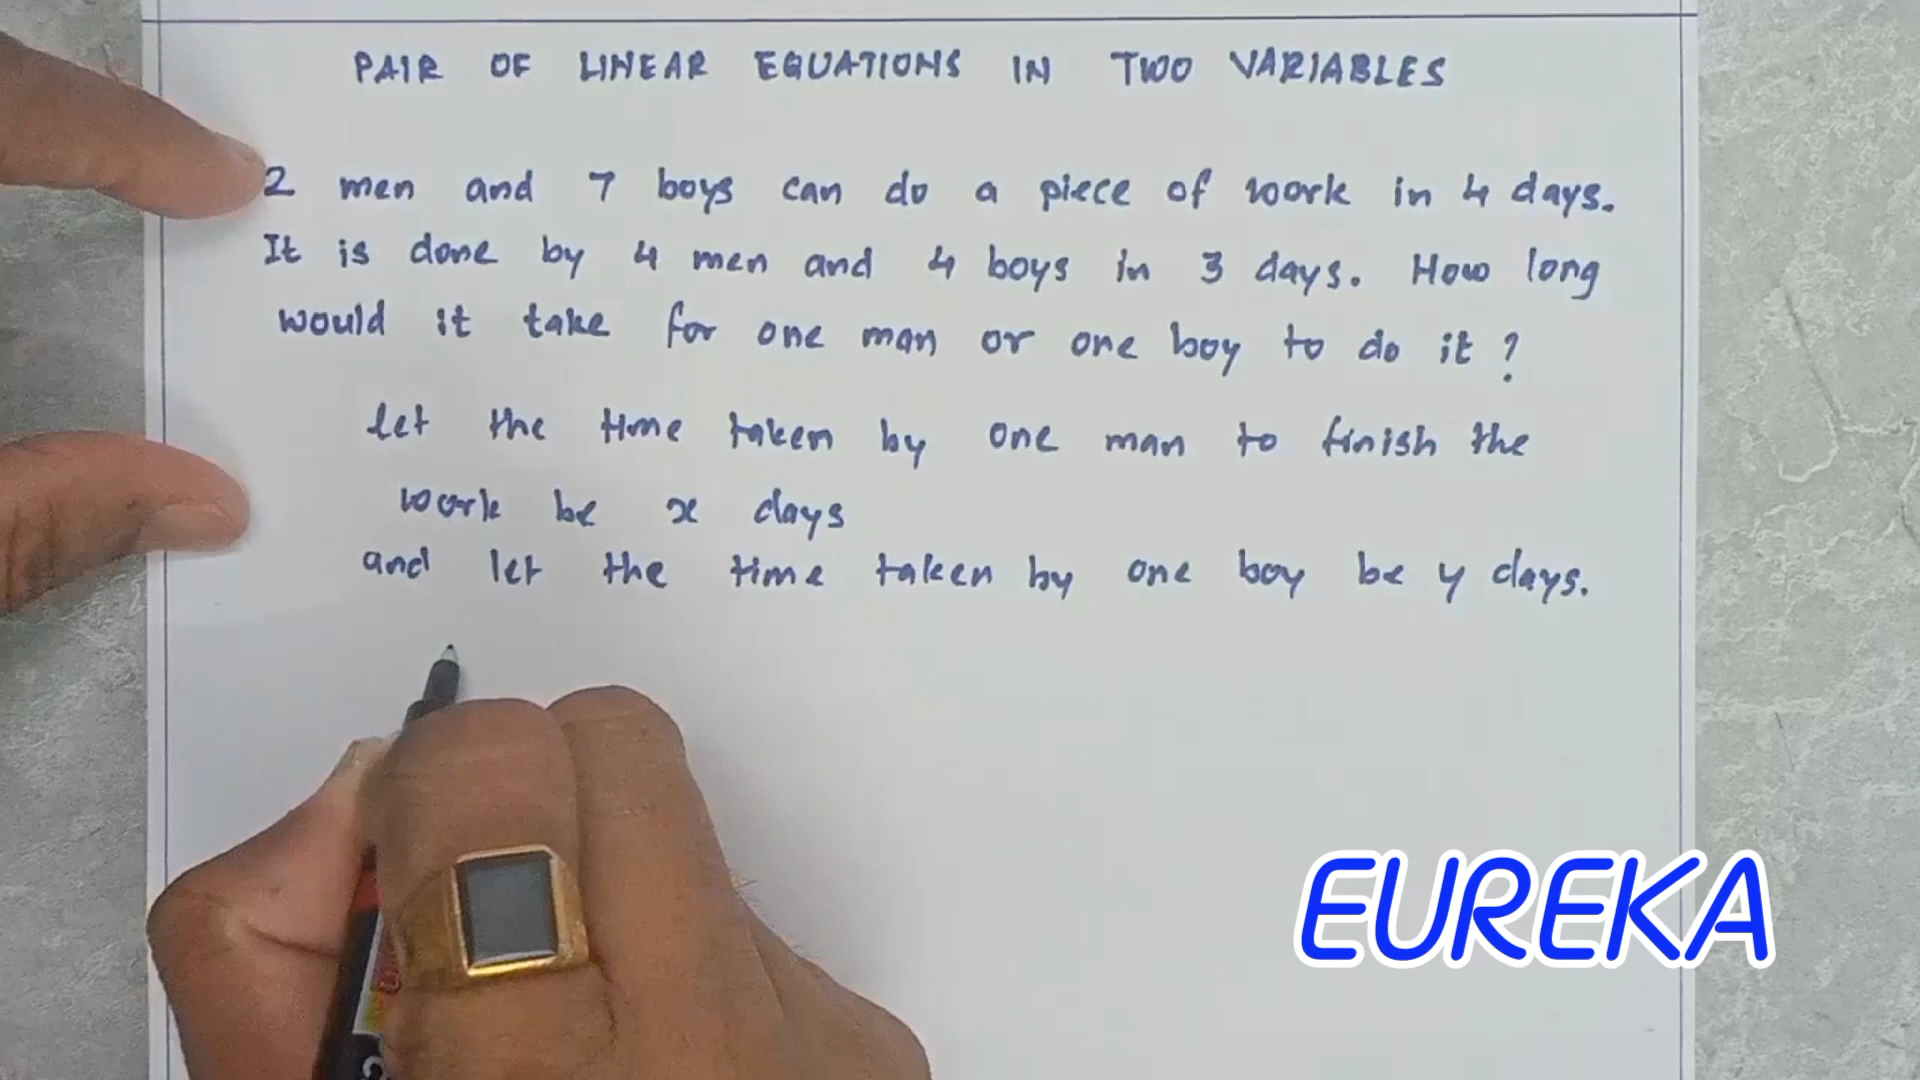 PAIR OF LINEAR EQUATIONS IN TWO VARIABLES
2 men and 7 boys can do a piece of work in 4 days.
It is done by 4 men and 4 boys in 3 days. How long
would it take for one man or one boy to do it?
let the time taken by one man to finish the
work be x days
and let the time taken by one boy be y days.
EUREKA